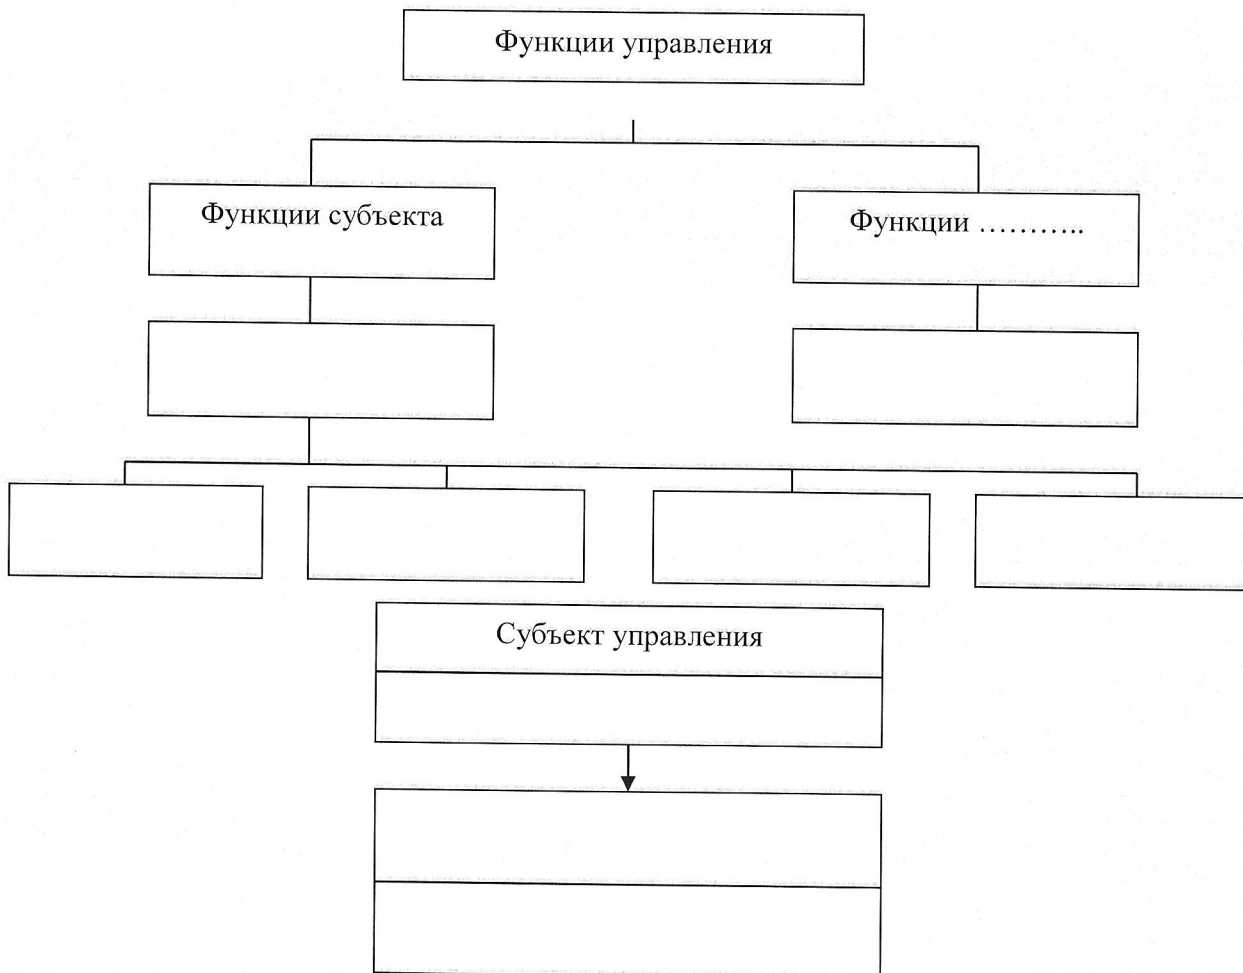 Функции управления
Функции субъекта
Функции ………..
Субъект управления